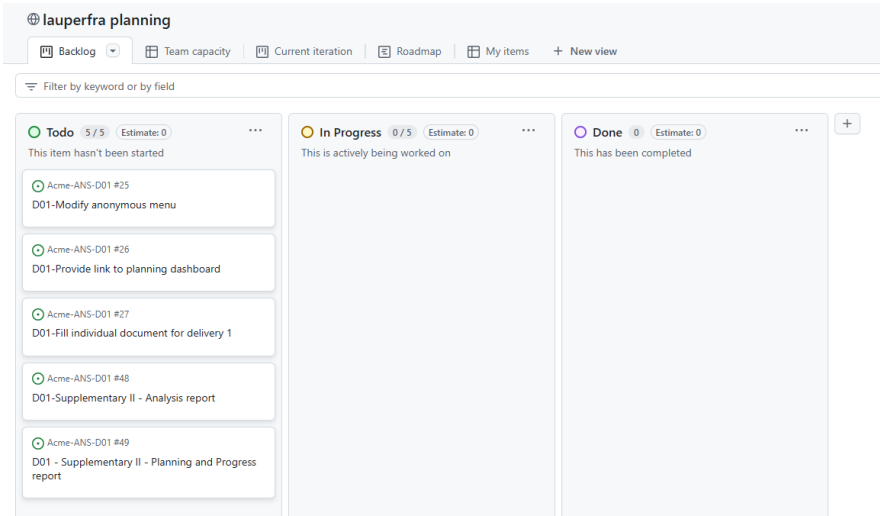 lauperfra planning
Backlog
Team capacity
Current iteration
Roadmap
My items
+ New view
Filter by keyword or by field
Todo 5 / 5 Estimate: 0
This item hasn't been started
Acme-ANS-D01 #25
D01-Modify anonymous menu
Acme-ANS-D01 #26
D01-Provide link to planning dashboard
Acme-ANS-D01 #27
D01-Fill individual document for delivery 1
Acme-ANS-D01 #48
D01-Supplementary II - Analysis report
Acme-ANS-D01 #49
D01 - Supplementary II - Planning and Progress
report
In Progress 0 / 5 Estimate: 0
This is actively being worked on
Done 0 Estimate: 0
This has been completed